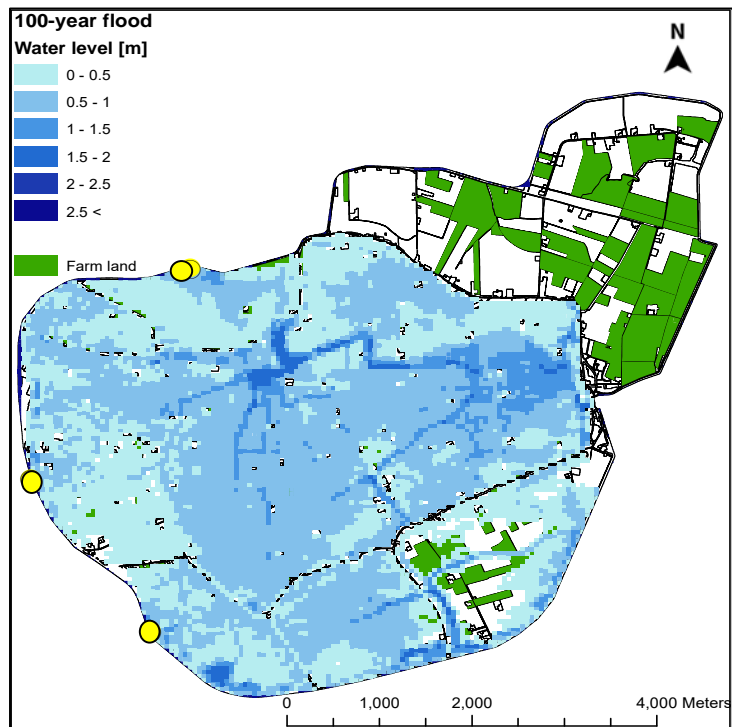 100-year flood
Water level [m]
N
0 - 0.5
0.5 - 1
1 - 1.5
1.5 - 2
2 - 2.5
2.5 <
Farm land
0 1,000 2,000 4,000 Meters